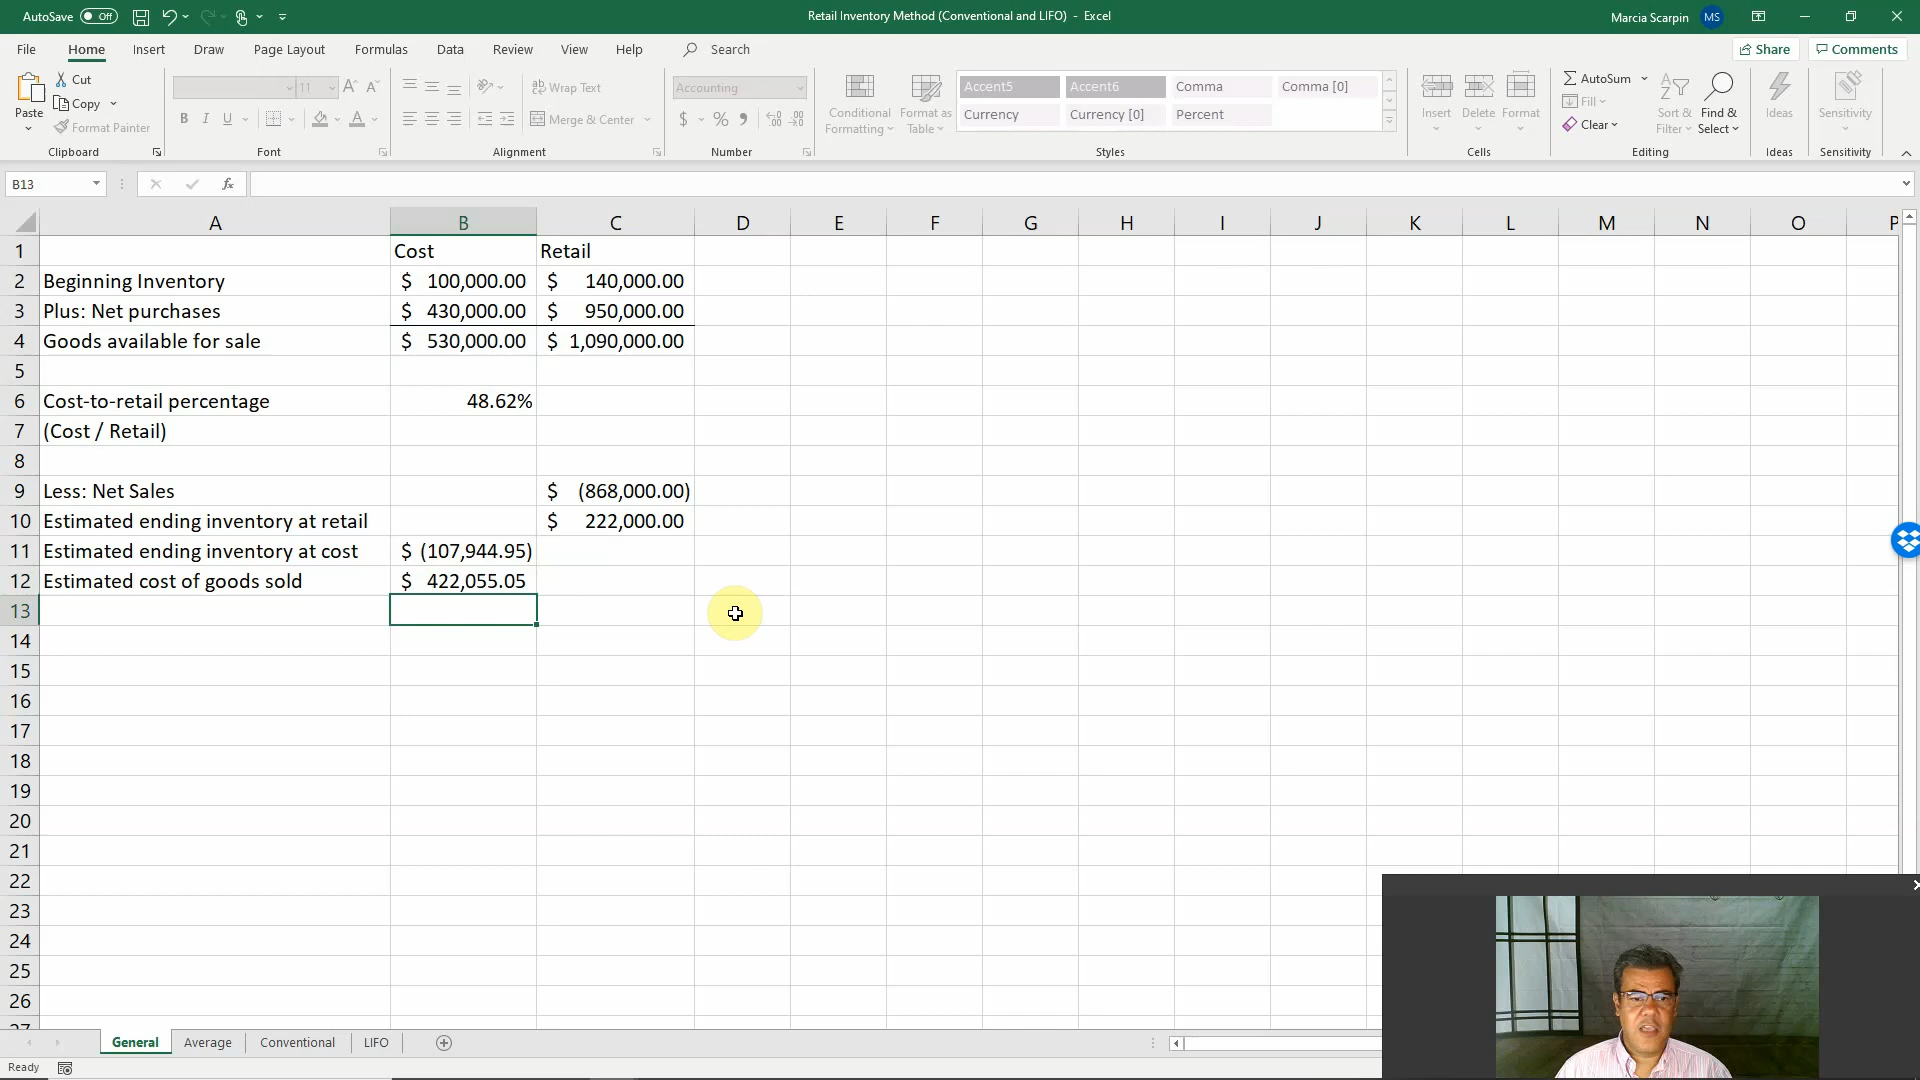 AutoSave Off Retail Inventory Method (Conventional and LIFO) - Excel Marcia Scarpin MS
File Home Insert Draw Page Layout Formulas Data Review View Help Search Share Comments
Paste
Cut
Copy
Format Painter
Clipboard
11
B I U
Font
Wrap Text
Merge & Center
Alignment
Accounting
$ % ,
Number
Conditional Formatting
Format as Table
Accent5 Accent6 Comma Comma [0]
Currency Currency [0] Percent
Styles
Insert Delete Format
Cells
AutoSum
Fill
Clear
Sort & Filter
Find & Select
Editing
Ideas
Ideas
Sensitivity
Sensitivity
B13 fx
A B C D E F G H I J K L M N O P
1 Cost Retail
2 Beginning Inventory $ 100,000.00 $ 140,000.00
3 Plus: Net purchases $ 430,000.00 $ 950,000.00
4 Goods available for sale $ 530,000.00 $ 1,090,000.00
5
6 Cost-to-retail percentage 48.62%
7 (Cost / Retail)
8
9 Less: Net Sales $ (868,000.00)
10 Estimated ending inventory at retail $ 222,000.00
11 Estimated ending inventory at cost $ (107,944.95)
12 Estimated cost of goods sold $ 422,055.05
13
14
15
16
17
18
19
20
21
22
23
24
25
26
27
General Average Conventional LIFO
Ready